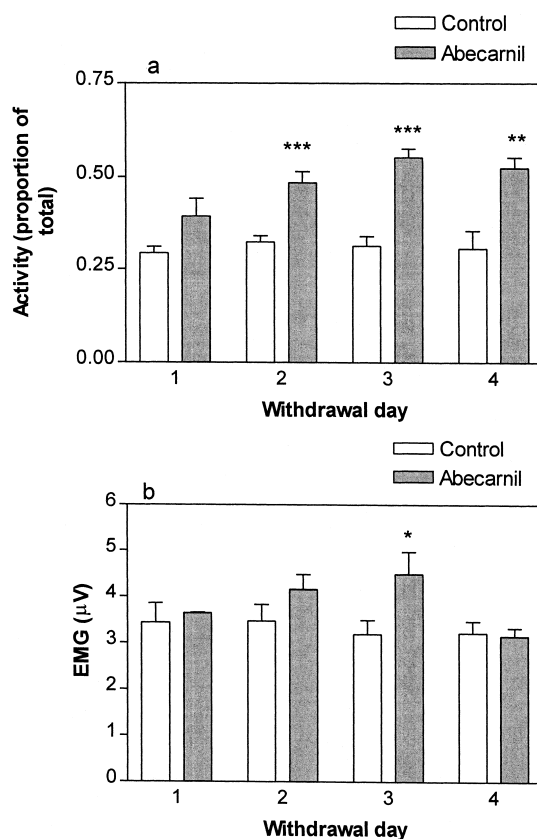 Control
Abecarnil
a
0.75
0.50
0.25
0.00
Activity (proportion of
total)
***
***
**
1 2 3 4
Withdrawal day
Control
Abecarnil
b
6
5
4
3
2
1
0
EMG (μV)
*
1 2 3 4
Withdrawal day